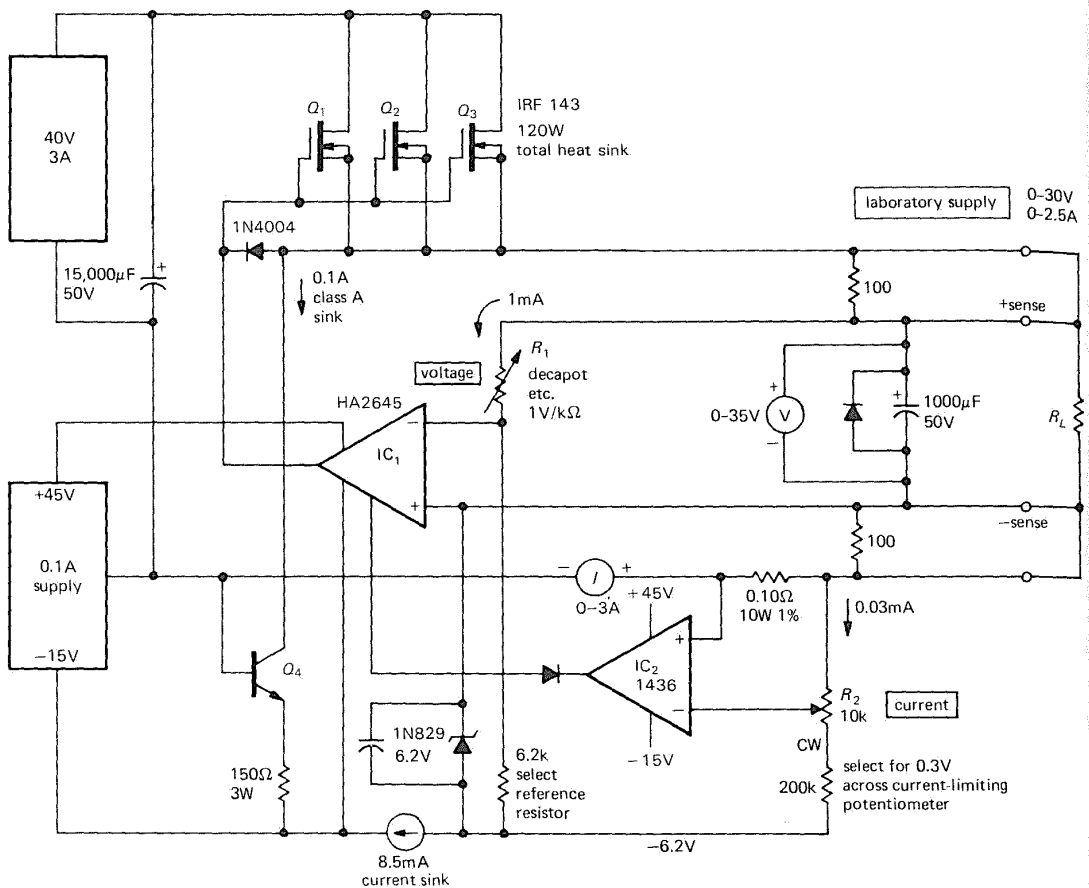 40V
3A
15,000μF
50V
+
Q1
Q2
Q3
IRF 143
120W
total heat sink
1N4004
0.1A
class A
sink
1mA
laboratory supply
0–30V
0–2.5A
100
+sense
R1
voltage
decapot
etc.
1V/kΩ
HA2645
IC1
−
+
0–35V
+
V
−
+
1000μF
50V
RL
−sense
100
+45V
0.1A
supply
−15V
− I +
0–3A
0.10Ω
10W 1%
0.03mA
+45V
+
IC2
1436
−
−15V
R2
10k
current
CW
200k
select for 0.3V
across current-limiting
potentiometer
Q4
150Ω
3W
1N829
6.2V
6.2k
select
reference
resistor
8.5mA
current sink
−6.2V